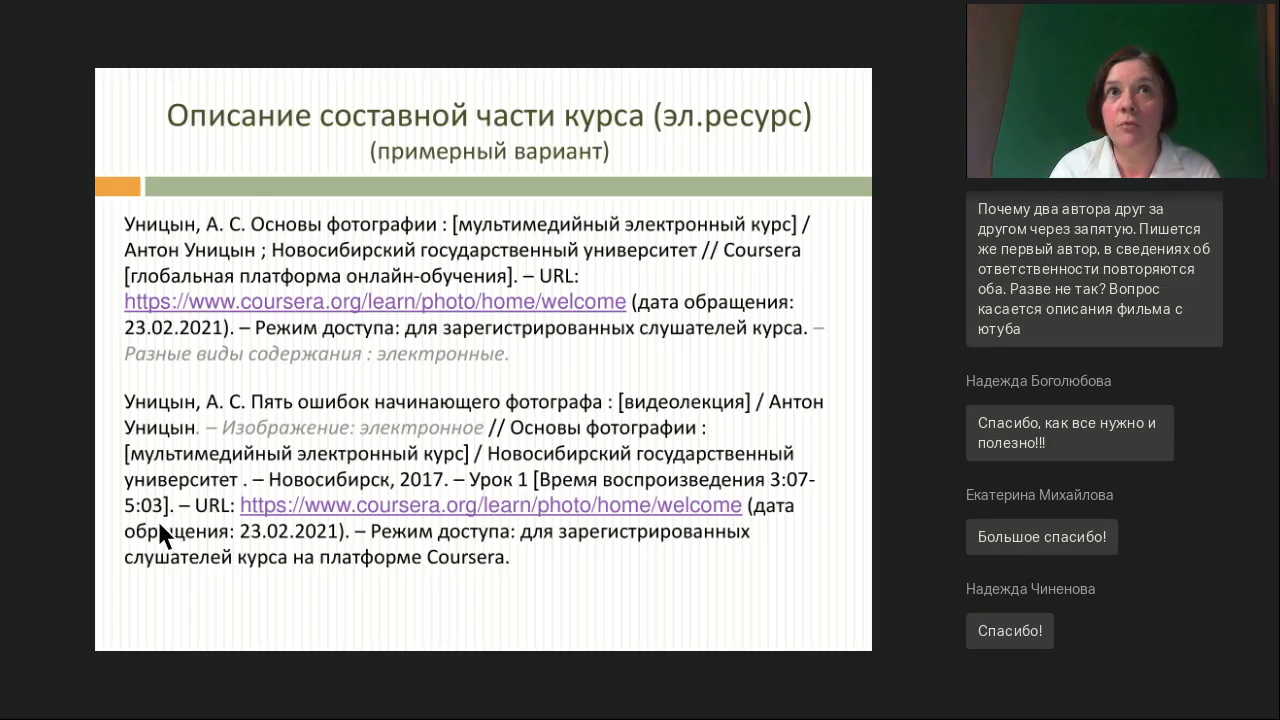 Описание составной части курса (эл.ресурс)
(примерный вариант)
Уницын, А. С. Основы фотографии : [мультимедийный электронный курс] /
Антон Уницын ; Новосибирский государственный университет // Coursera
[глобальная платформа онлайн-обучения]. – URL:
https://www.coursera.org/learn/photo/home/welcome (дата обращения:
23.02.2021). – Режим доступа: для зарегистрированных слушателей курса. –
Разные виды содержания : электронные.
Уницын, А. С. Пять ошибок начинающего фотографа : [видеолекция] / Антон
Уницын. – Изображение: электронное // Основы фотографии :
[мультимедийный электронный курс] / Новосибирский государственный
университет . – Новосибирск, 2017. – Урок 1 [Время воспроизведения 3:07-
5:03]. – URL: https://www.coursera.org/learn/photo/home/welcome (дата
обращения: 23.02.2021). – Режим доступа: для зарегистрированных
слушателей курса на платформе Coursera.
Почему два автора друг за
другом через запятую. Пишется
же первый автор, в сведениях об
ответственности повторяются
оба. Разве не так? Вопрос
касается описания фильма с
ютуба
Надежда Боголюбова
Спасибо, как все нужно и
полезно!!!
Екатерина Михайлова
Большое спасибо!
Надежда Чиненова
Спасибо!